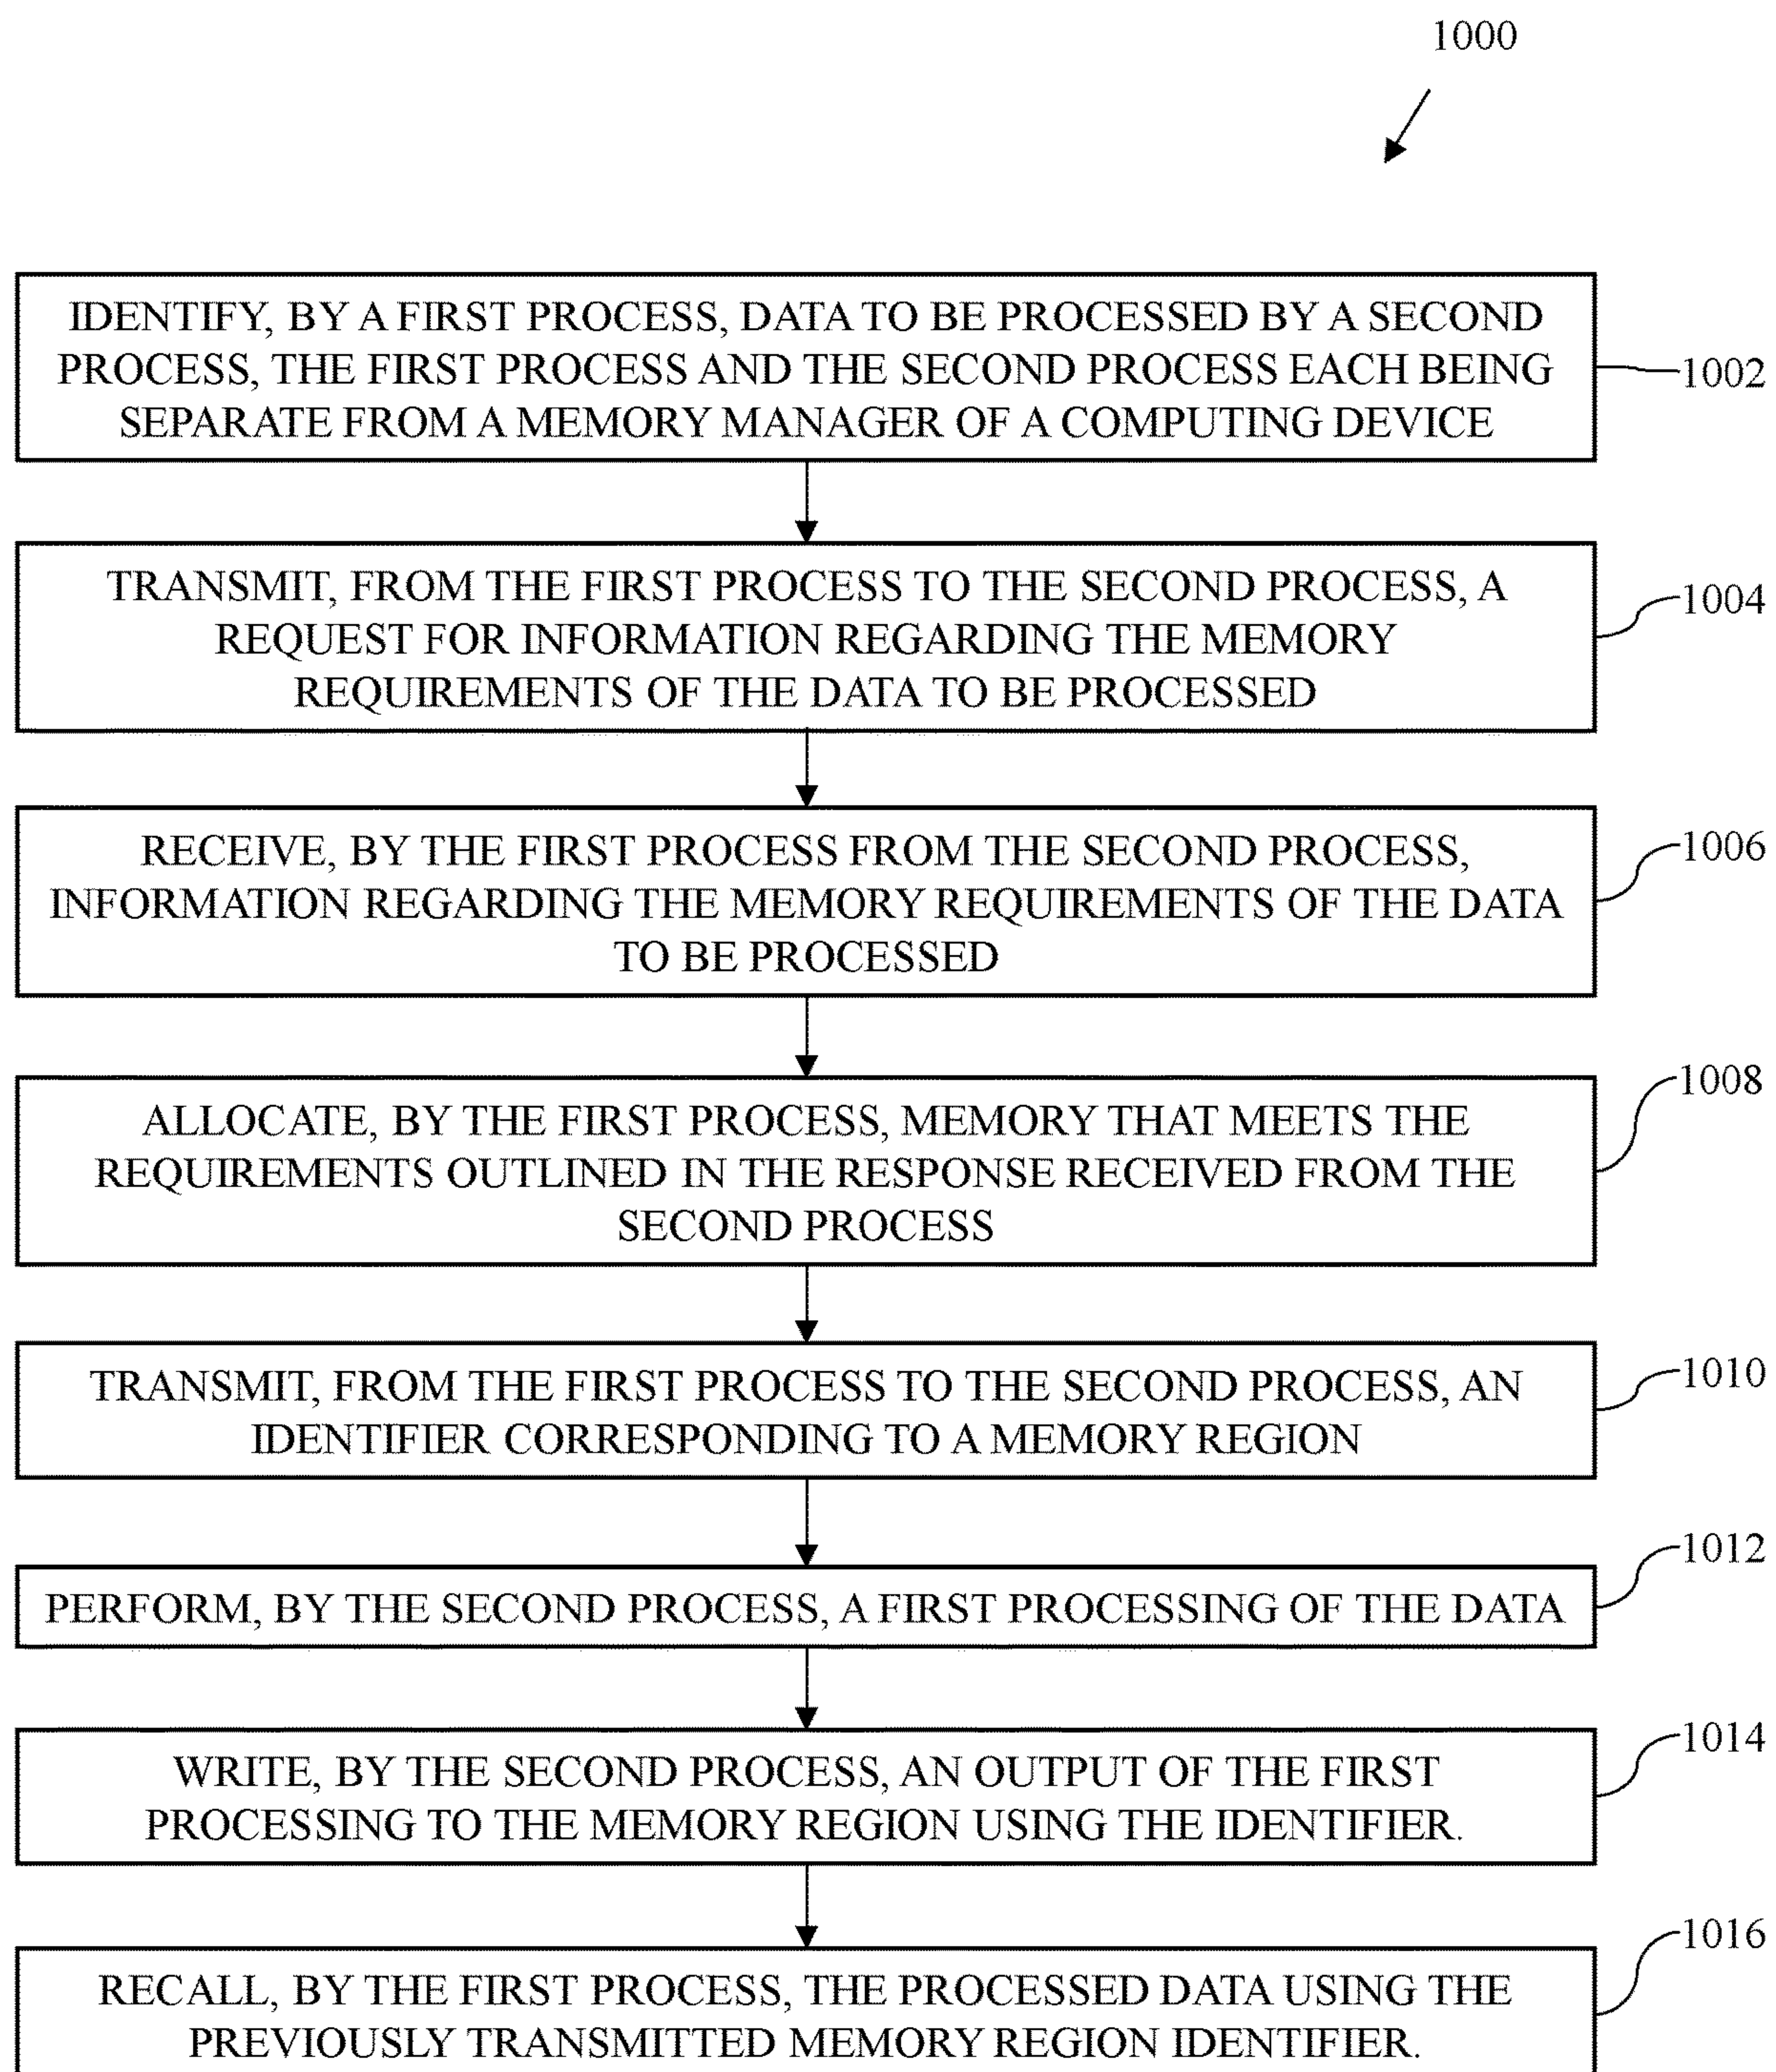 1000
IDENTIFY, BY A FIRST PROCESS, DATA TO BE PROCESSED BY A SECOND
PROCESS, THE FIRST PROCESS AND THE SECOND PROCESS EACH BEING
SEPARATE FROM A MEMORY MANAGER OF A COMPUTING DEVICE
1002
TRANSMIT, FROM THE FIRST PROCESS TO THE SECOND PROCESS, A
REQUEST FOR INFORMATION REGARDING THE MEMORY
REQUIREMENTS OF THE DATA TO BE PROCESSED
1004
RECEIVE, BY THE FIRST PROCESS FROM THE SECOND PROCESS,
INFORMATION REGARDING THE MEMORY REQUIREMENTS OF THE DATA
TO BE PROCESSED
1006
ALLOCATE, BY THE FIRST PROCESS, MEMORY THAT MEETS THE
REQUIREMENTS OUTLINED IN THE RESPONSE RECEIVED FROM THE
SECOND PROCESS
1008
TRANSMIT, FROM THE FIRST PROCESS TO THE SECOND PROCESS, AN
IDENTIFIER CORRESPONDING TO A MEMORY REGION
1010
PERFORM, BY THE SECOND PROCESS, A FIRST PROCESSING OF THE DATA
1012
WRITE, BY THE SECOND PROCESS, AN OUTPUT OF THE FIRST
PROCESSING TO THE MEMORY REGION USING THE IDENTIFIER.
1014
RECALL, BY THE FIRST PROCESS, THE PROCESSED DATA USING THE
PREVIOUSLY TRANSMITTED MEMORY REGION IDENTIFIER.
1016